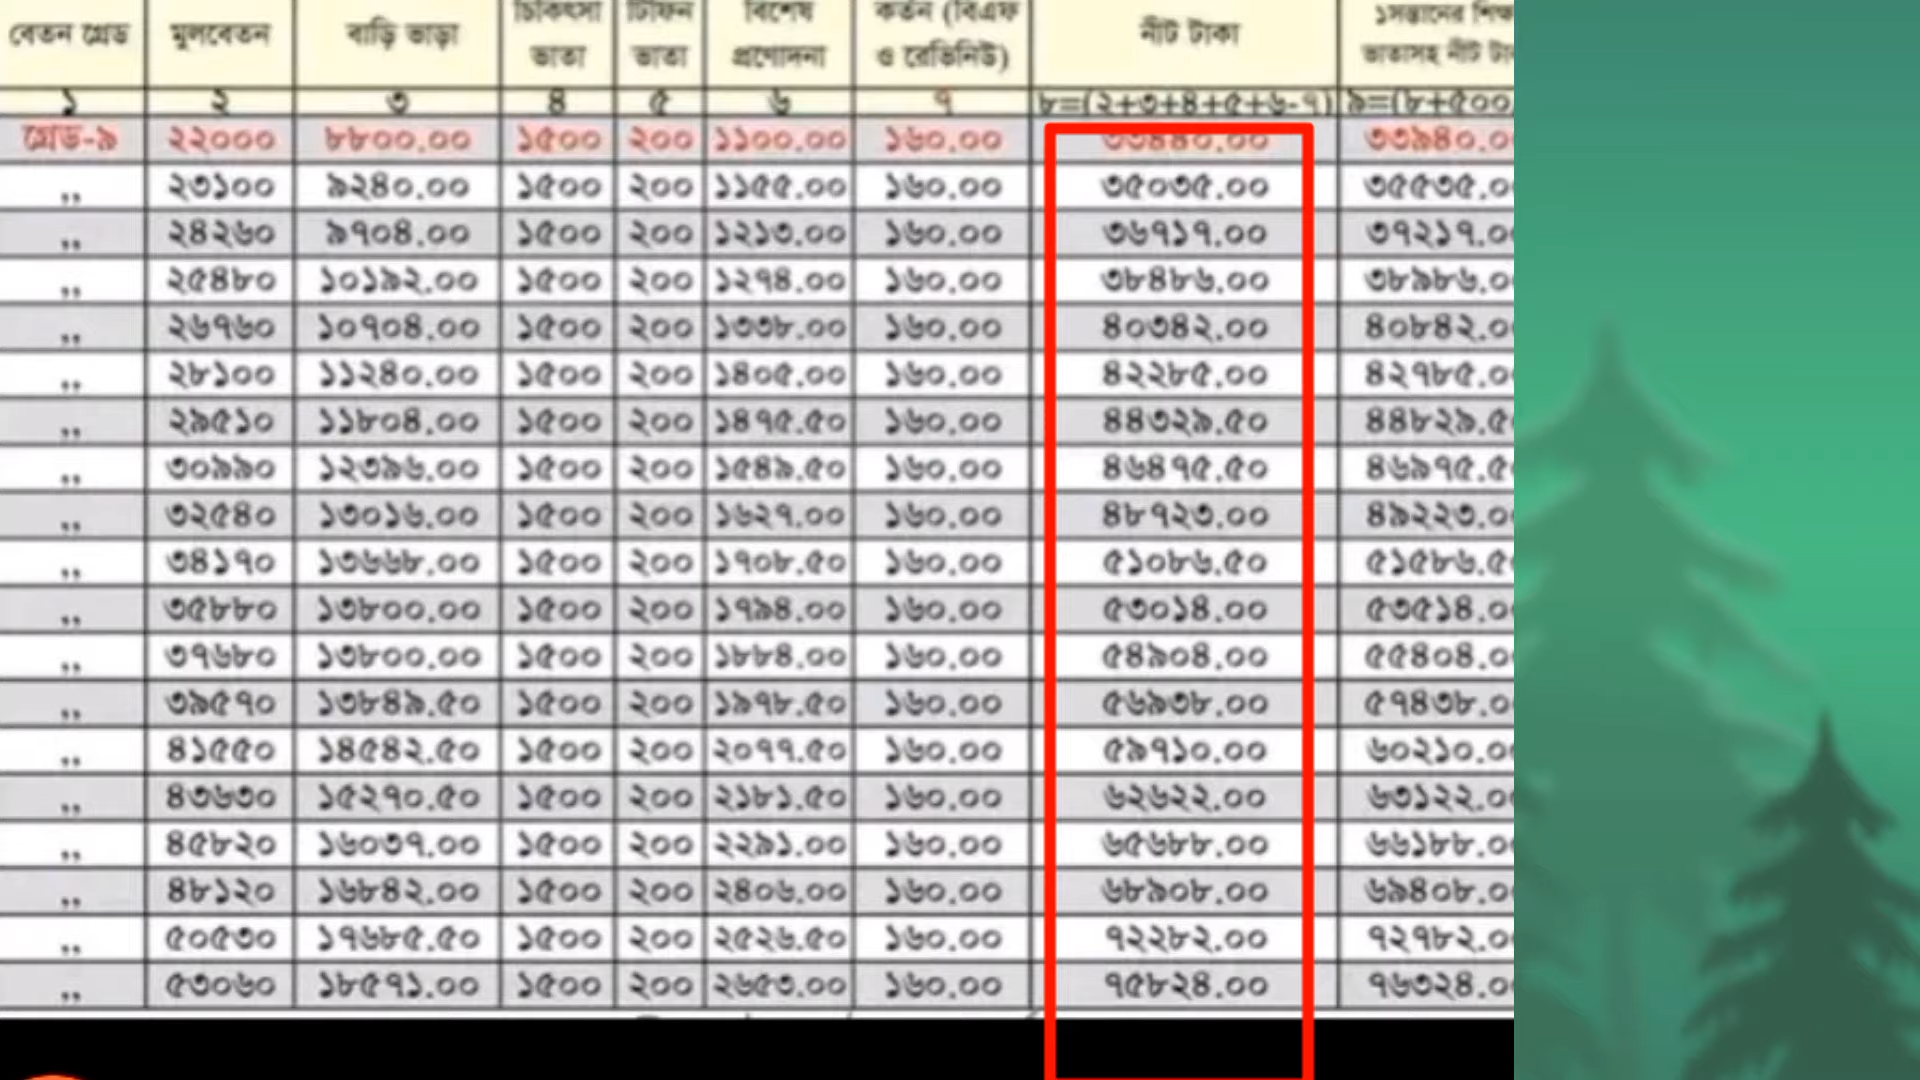 বেতন গ্রেড মুলবেতন বাড়ি ভাড়া চিকিৎসা ভাতা টিফিন ভাতা বিশেষ প্রণোদনা কর্তন (বিএফ ও রেভিনিউ) নীট টাকা ১সন্তানের ভাতাসহ নীট
১ ২ ৩ ৪ ৫ ৬ ৭ ৮=(২+৩+৪+৫+৬-৭) ৯=(৮+৫০০
গ্রেড-৯ ২২০০০ ৮৮০০.০০ ১৫০০ ২০০ ১১০০.০০ ১৬০.০০ ৩৩৪৪০.০০ ৩৩৯৪০.০
,, ২৩১০০ ৯২৪০.০০ ১৫০০ ২০০ ১১৫৫.০০ ১৬০.০০ ৩৫০৩৫.০০ ৩৫৫৩৫.০
,, ২৪২৬০ ৯৭০৪.০০ ১৫০০ ২০০ ১২১৩.০০ ১৬০.০০ ৩৬৭১৭.০০ ৩৭২১৭.০
,, ২৫৪৮০ ১০১৯২.০০ ১৫০০ ২০০ ১২৭৪.০০ ১৬০.০০ ৩৮৪৮৬.০০ ৩৮৯৮৬.০
,, ২৬৭৬০ ১০৭০৪.০০ ১৫০০ ২০০ ১৩৩৮.০০ ১৬০.০০ ৪০৩৪২.০০ ৪০৮৪২.০
,, ২৮১০০ ১১২৪০.০০ ১৫০০ ২০০ ১৪০৫.০০ ১৬০.০০ ৪২২৮৫.০০ ৪২৭৮৫.০
,, ২৯৫১০ ১১৮০৪.০০ ১৫০০ ২০০ ১৪৭৫.৫০ ১৬০.০০ ৪৪৩২৯.৫০ ৪৪৮২৯.৫
,, ৩০৯৯০ ১২৩৯৬.০০ ১৫০০ ২০০ ১৫৪৯.৫০ ১৬০.০০ ৪৬৪৭৫.৫০ ৪৬৯৭৫.৫
,, ৩২৫৪০ ১৩০১৬.০০ ১৫০০ ২০০ ১৬২৭.০০ ১৬০.০০ ৪৮৭২৩.০০ ৪৯২২৩.০
,, ৩৪১৭০ ১৩৬৬৮.০০ ১৫০০ ২০০ ১৭০৮.৫০ ১৬০.০০ ৫১০৮৬.৫০ ৫১৫৮৬.৫
,, ৩৫৮৮০ ১৩৮০০.০০ ১৫০০ ২০০ ১৭৯৪.০০ ১৬০.০০ ৫৩০১৪.০০ ৫৩৫১৪.০
,, ৩৭৬৮০ ১৩৮০০.০০ ১৫০০ ২০০ ১৮৮৪.০০ ১৬০.০০ ৫৪৯০৪.০০ ৫৫৪০৪.০
,, ৩৯৫৭০ ১৩৮৪৯.৫০ ১৫০০ ২০০ ১৯৭৮.৫০ ১৬০.০০ ৫৬৯৩৮.০০ ৫৭৪৩৮.০
,, ৪১৫৫০ ১৪৫৪২.৫০ ১৫০০ ২০০ ২০৭৭.৫০ ১৬০.০০ ৫৯৭১০.০০ ৬০২১০.০
,, ৪৩৬৩০ ১৫২৭০.৫০ ১৫০০ ২০০ ২১৮১.৫০ ১৬০.০০ ৬২৬২২.০০ ৬৩১২২.০
,, ৪৫৮২০ ১৬০৩৭.০০ ১৫০০ ২০০ ২২৯১.০০ ১৬০.০০ ৬৫৬৮৮.০০ ৬৬১৮৮.০
,, ৪৮১২০ ১৬৮৪২.০০ ১৫০০ ২০০ ২৪০৬.০০ ১৬০.০০ ৬৮৯০৮.০০ ৬৯৪০৮.০
,, ৫০৫৩০ ১৭৬৮৫.৫০ ১৫০০ ২০০ ২৫২৬.৫০ ১৬০.০০ ৭২২৮২.০০ ৭২৭৮২.০
,, ৫৩০৬০ ১৮৫৭১.০০ ১৫০০ ২০০ ২৬৫৩.০০ ১৬০.০০ ৭৫৮২৪.০০ ৭৬৩২৪.০